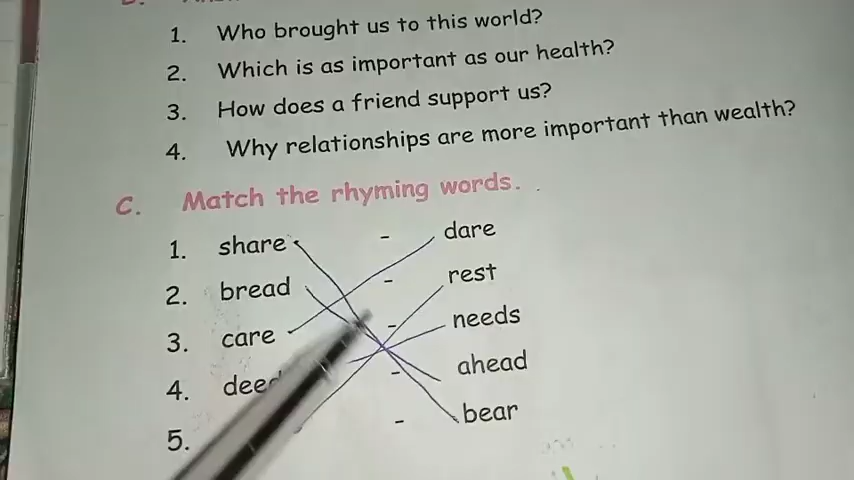 1. Who brought us to this world?
2. Which is as important as our health?
3. How does a friend support us?
4. Why relationships are more important than wealth?
C. Match the rhyming words.
1. share - dare
2. bread - rest
3. care - needs
4. - ahead
5. - bear